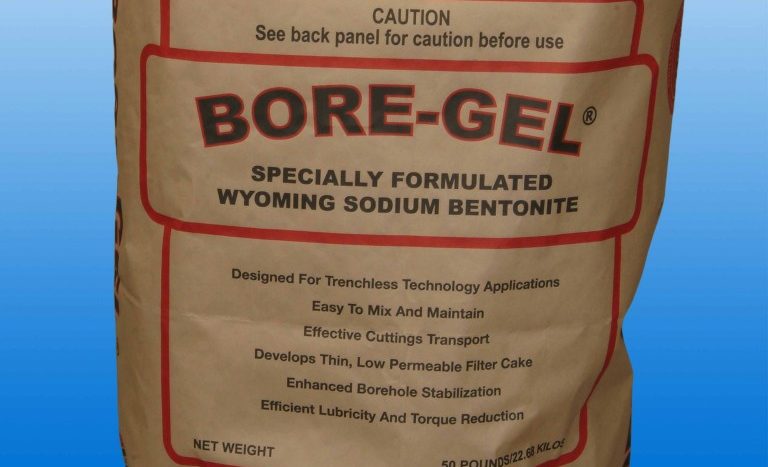 CAUTION
See back panel for caution before use
BORE-GEL®
SPECIALLY FORMULATED
WYOMING SODIUM BENTONITE
Designed For Trenchless Technology Applications
Easy To Mix And Maintain
Effective Cuttings Transport
Develops Thin, Low Permeable Filter Cake
Enhanced Borehole Stabilization
Efficient Lubricity And Torque Reduction
NET WEIGHT
50 POUNDS/22.68 KILOS